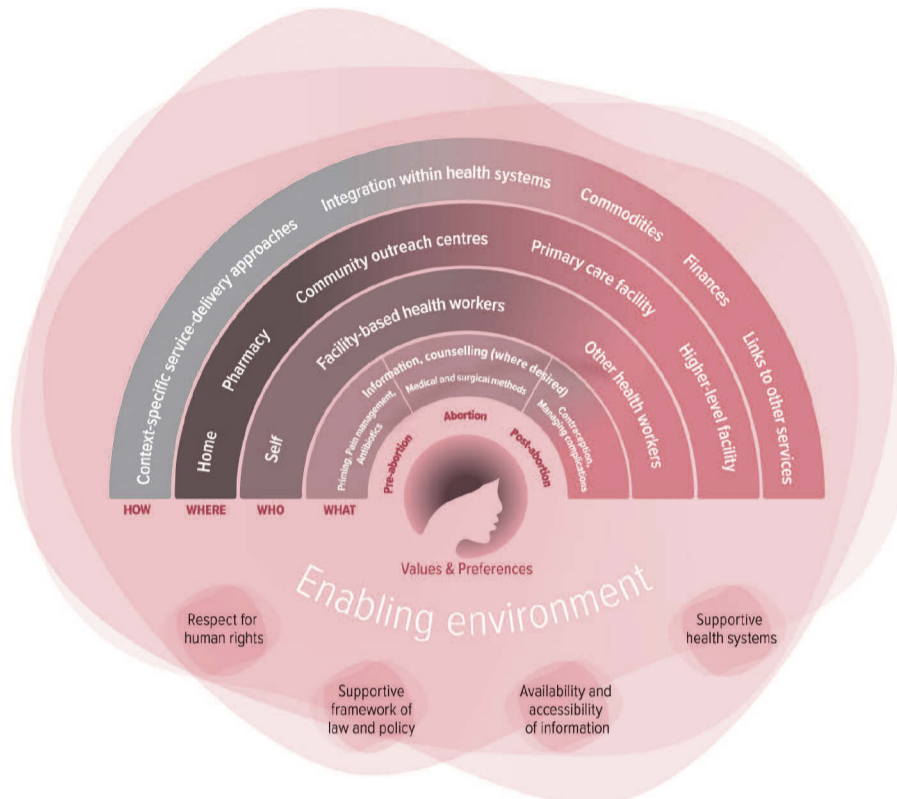 Context-specific service-delivery approaches
Integration within health systems
Commodities
Finances
Links to other services
Home
Pharmacy
Community outreach centres
Primary care facility
Higher-level facility
Self
Facility-based health workers
Other health workers
Information, counselling (where desired)
Priming, Pain management,
Antibiotics
Medical and surgical methods
Contraception,
Managing complications
Pre-abortion
Abortion
Post-abortion
HOW
WHERE
WHO
WHAT
Values & Preferences
Enabling environment
Respect for
human rights
Supportive
framework of
law and policy
Availability and
accessibility
of information
Supportive
health systems